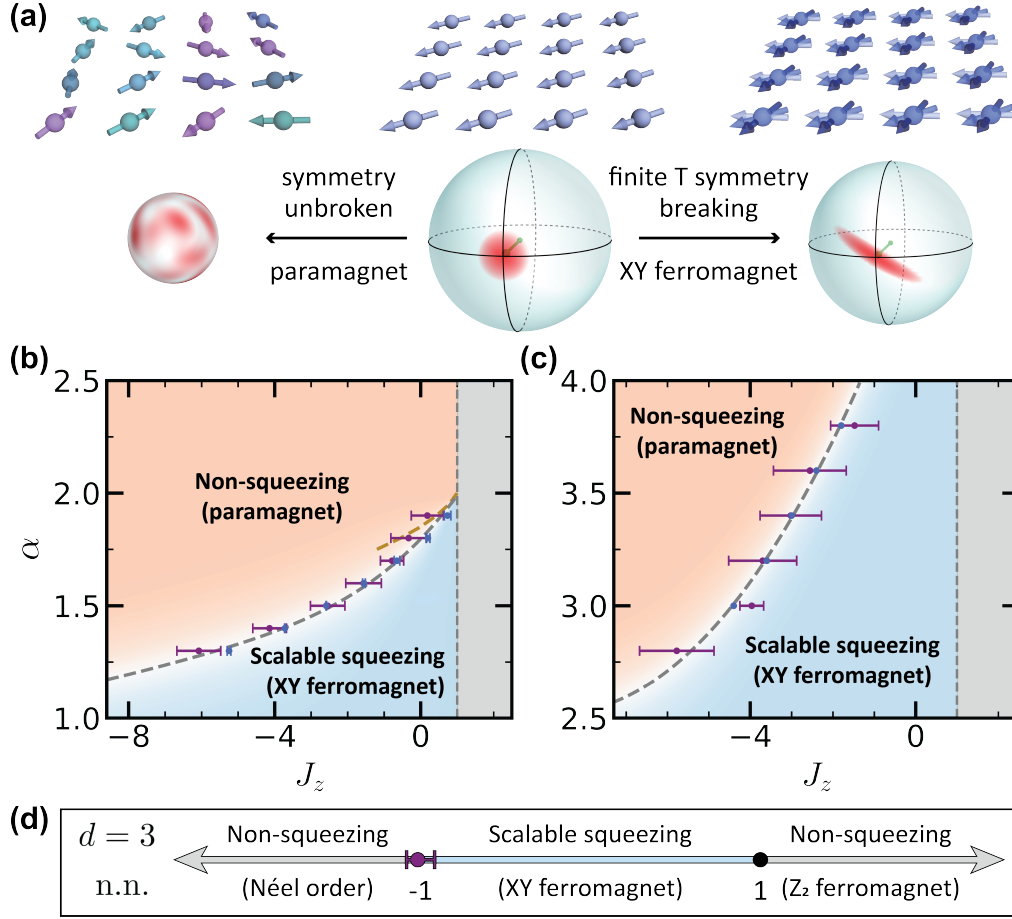 (a)
symmetry
unbroken
paramagnet
finite T symmetry
breaking
XY ferromagnet
(b)
2.5
2.0
1.5
1.0
α
−8
−4
0
J_z
Non-squeezing
(paramagnet)
Scalable squeezing
(XY ferromagnet)
(c)
4.0
3.5
3.0
2.5
−4
0
J_z
Non-squeezing
(paramagnet)
Scalable squeezing
(XY ferromagnet)
(d)
d = 3
n.n.
Non-squeezing
(Néel order)
-1
Scalable squeezing
(XY ferromagnet)
1
Non-squeezing
(Z₂ ferromagnet)